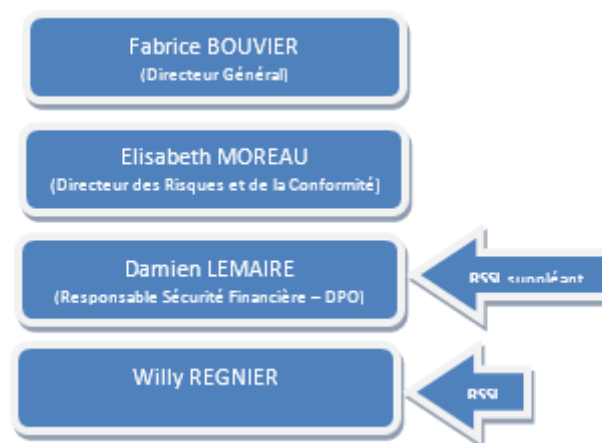 Fabrice BOUVIER
(Directeur Général)
Elisabeth MOREAU
(Directeur des Risques et de la Conformité)
Damien LEMAIRE
(Responsable Sécurité Financière – DPO)
RSSI suppléant
Willy REGNIER
RSSI